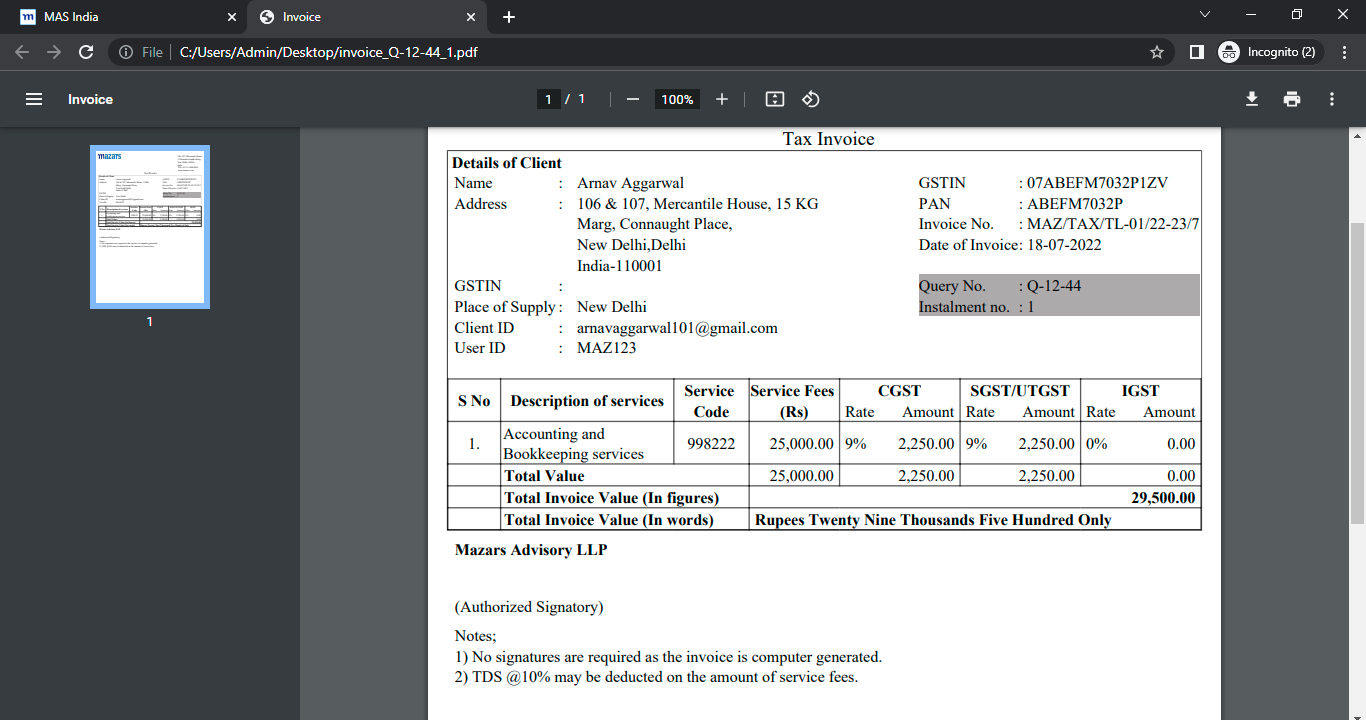 MAS India
Invoice
File C:/Users/Admin/Desktop/invoice_Q-12-44_1.pdf
Incognito (2)
Invoice
1 / 1
100%
mazars
1
Tax Invoice
Details of Client
Name : Arnav Aggarwal GSTIN : 07ABEFM7032P1ZV
Address : 106 & 107, Mercantile House, 15 KG PAN : ABEFM7032P
Marg, Connaught Place, Invoice No. : MAZ/TAX/TL-01/22-23/7
New Delhi,Delhi Date of Invoice: 18-07-2022
India-110001
GSTIN : Query No. : Q-12-44
Place of Supply : New Delhi Instalment no. : 1
Client ID : arnavaggarwal101@gmail.com
User ID : MAZ123
S No Description of services Service Code Service Fees (Rs) CGST SGST/UTGST IGST
Rate Amount Rate Amount Rate Amount
1. Accounting and Bookkeeping services 998222 25,000.00 9% 2,250.00 9% 2,250.00 0% 0.00
Total Value 25,000.00 2,250.00 2,250.00 0.00
Total Invoice Value (In figures) 29,500.00
Total Invoice Value (In words) Rupees Twenty Nine Thousands Five Hundred Only
Mazars Advisory LLP
(Authorized Signatory)
Notes;
1) No signatures are required as the invoice is computer generated.
2) TDS @10% may be deducted on the amount of service fees.